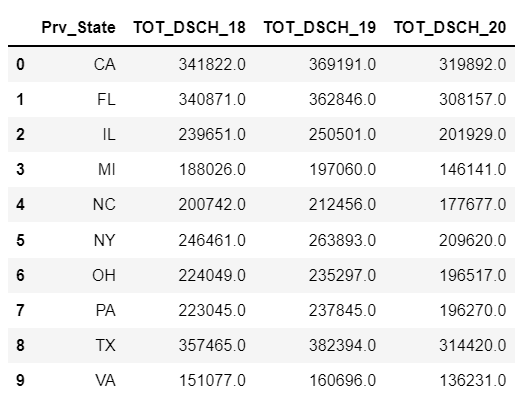 Prv_State TOT_DSCH_18 TOT_DSCH_19 TOT_DSCH_20
0 CA 341822.0 369191.0 319892.0
1 FL 340871.0 362846.0 308157.0
2 IL 239651.0 250501.0 201929.0
3 MI 188026.0 197060.0 146141.0
4 NC 200742.0 212456.0 177677.0
5 NY 246461.0 263893.0 209620.0
6 OH 224049.0 235297.0 196517.0
7 PA 223045.0 237845.0 196270.0
8 TX 357465.0 382394.0 314420.0
9 VA 151077.0 160696.0 136231.0